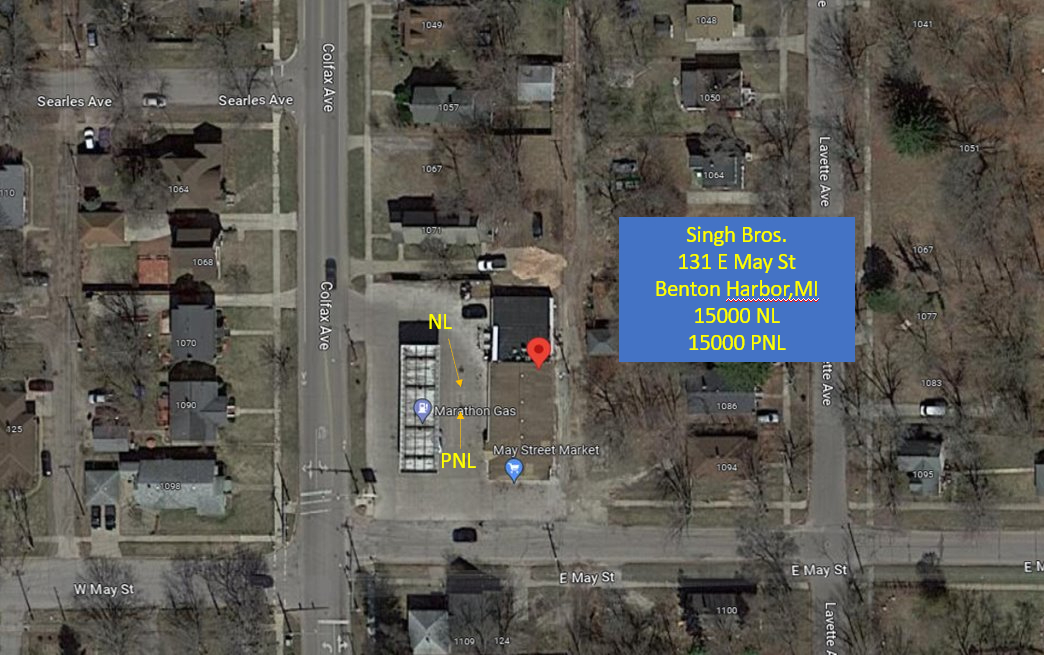 Colfax Ave
1049
1048
1041
Searles Ave
Searles Ave
1057
1050
1051
Lavette Ave
1067
1064
1064
110
1071
1067
1068
Singh Bros.
131 E May St
Benton Harbor,MI
15000 NL
15000 PNL
Colfax Ave
NL
1077
1070
ette Ave
1083
1090
Marathon Gas
1086
125
May Street Market
PNL
1094
1095
1098
W May St
E May St
E May St
E M
1100
Lavette A
1109
124